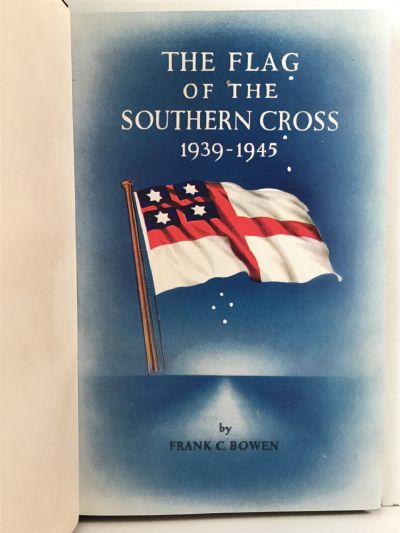 THE FLAG
OF THE
SOUTHERN CROSS
1939-1945
by
FRANK C. BOWEN